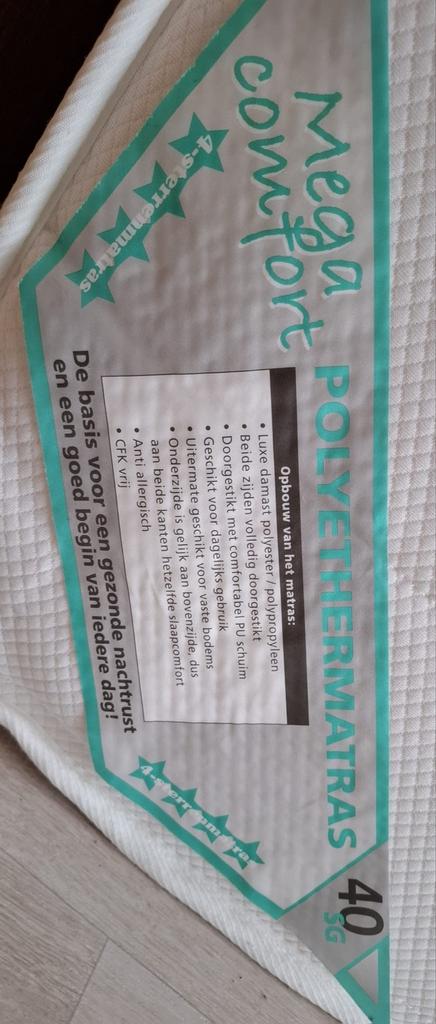 Mega
comfort
POLYETHERMATRAS
40
SG
4-sterrenmatras
Opbouw van het matras:
• Luxe damast polyester/polypropyleen
• Beide zijden volledig doorgestikt
• Doorgestikt met comfortabel PU schuim
• Geschikt voor dagelijks gebruik
• Uitermate geschikt voor vaste bodems
• Onderzijde is gelijk aan bovenzijde, dus
aan beide kanten hetzelfde slaapcomfort
• Anti allergisch
• CFK vrij
De basis voor een gezonde nachtrust
en een goed begin van iedere dag!